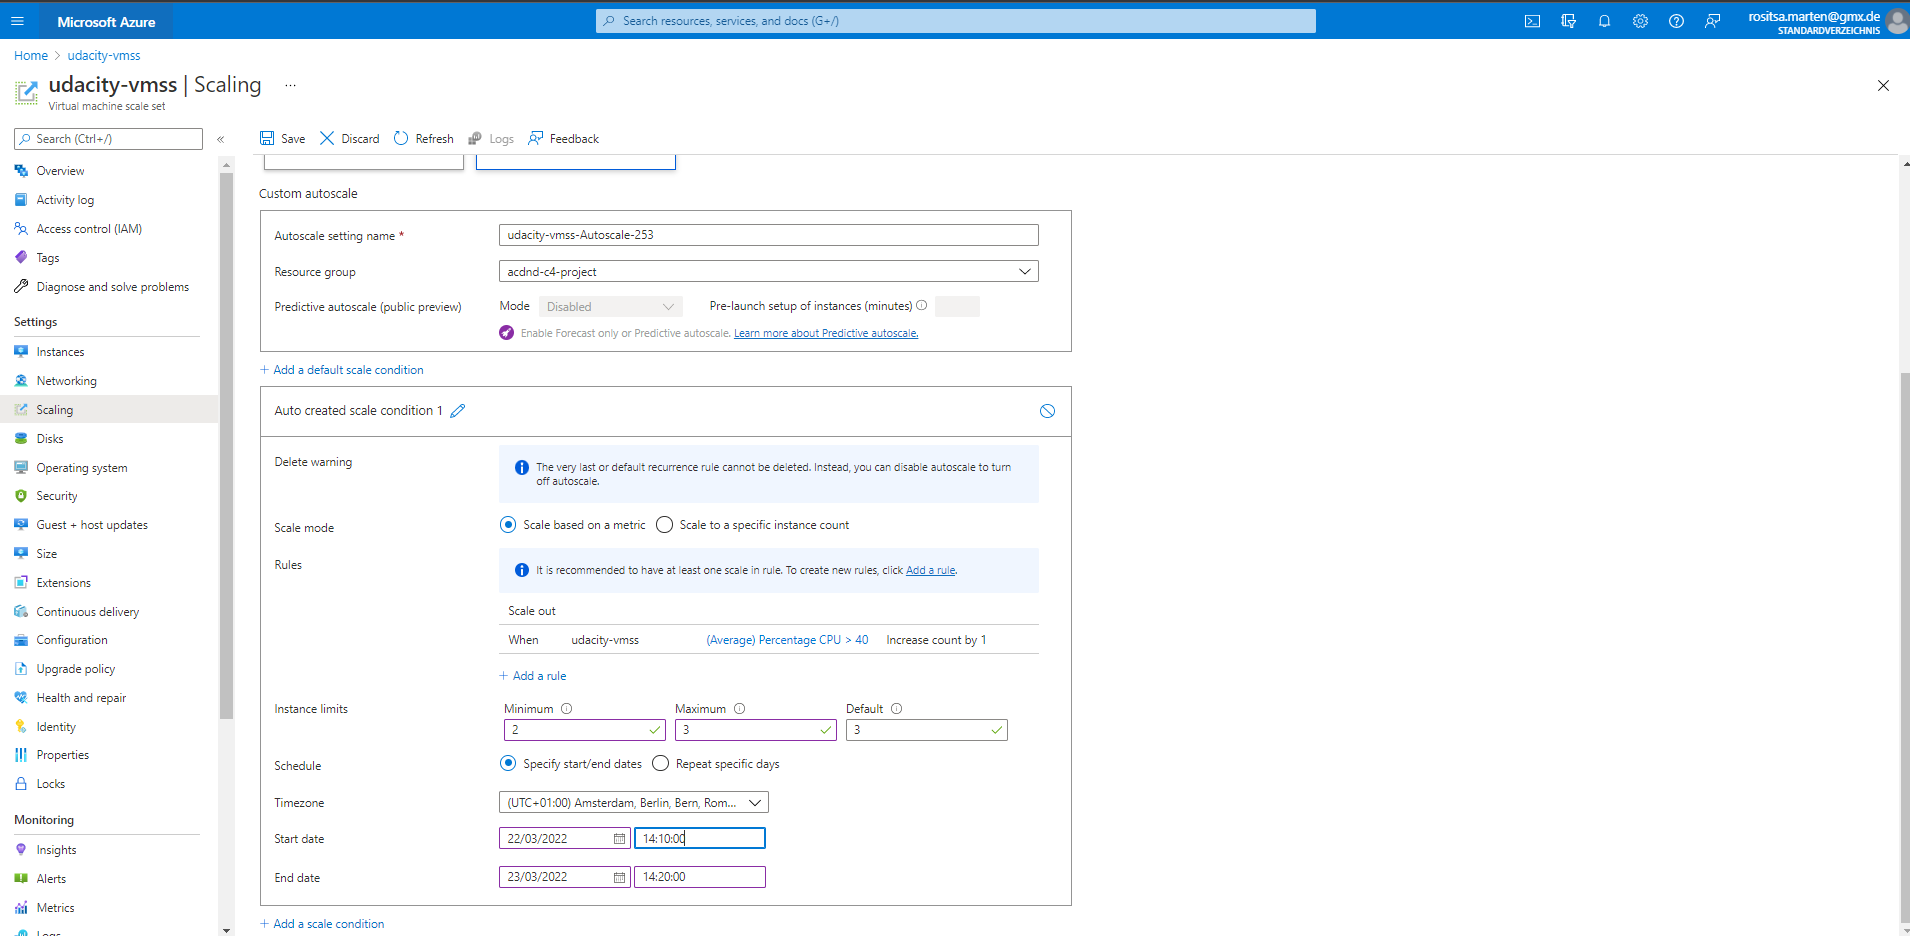 Microsoft Azure
Search resources, services, and docs (G+/)
rositsa.marten@gmx.de
STANDARDVERZEICHNIS
Home > udacity-vmss
udacity-vmss | Scaling ...
Virtual machine scale set
Search (Ctrl+/)
«
Save
Discard
Refresh
Logs
Feedback
Overview
Activity log
Access control (IAM)
Tags
Diagnose and solve problems
Settings
Instances
Networking
Scaling
Disks
Operating system
Security
Guest + host updates
Size
Extensions
Continuous delivery
Configuration
Upgrade policy
Health and repair
Identity
Properties
Locks
Monitoring
Insights
Alerts
Metrics
Logs
Custom autoscale
Autoscale setting name * udacity-vmss-Autoscale-253
Resource group acdnd-c4-project
Predictive autoscale (public preview) Mode Disabled Pre-launch setup of instances (minutes)
Enable Forecast only or Predictive autoscale. Learn more about Predictive autoscale.
+ Add a default scale condition
Auto created scale condition 1
Delete warning
The very last or default recurrence rule cannot be deleted. Instead, you can disable autoscale to turn
off autoscale.
Scale mode Scale based on a metric Scale to a specific instance count
Rules
It is recommended to have at least one scale in rule. To create new rules, click Add a rule.
Scale out
When udacity-vmss (Average) Percentage CPU > 40 Increase count by 1
+ Add a rule
Instance limits Minimum Maximum Default
2 3 3
Schedule Specify start/end dates Repeat specific days
Timezone (UTC+01:00) Amsterdam, Berlin, Bern, Rom...
Start date 22/03/2022 14:10:00
End date 23/03/2022 14:20:00
+ Add a scale condition